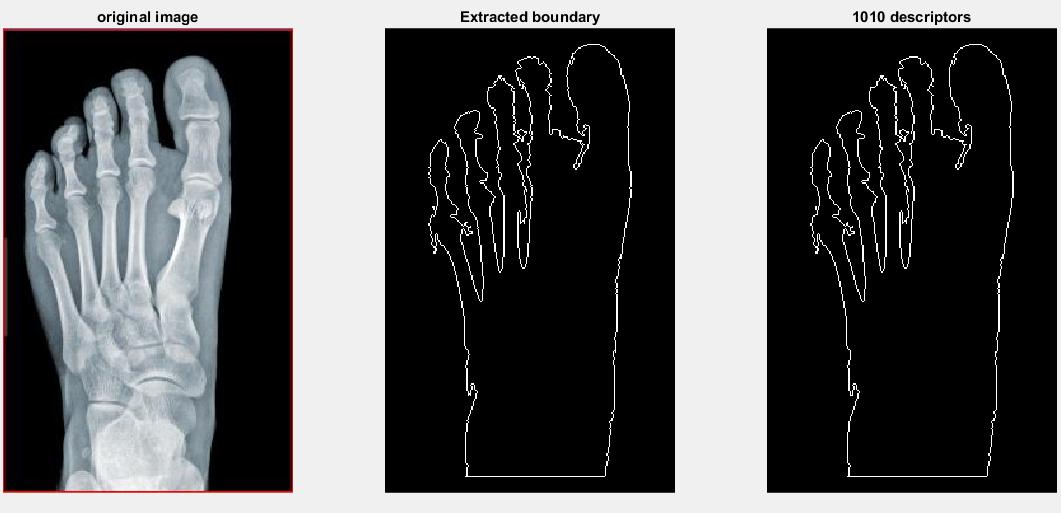 original image
Extracted boundary
1010 descriptors